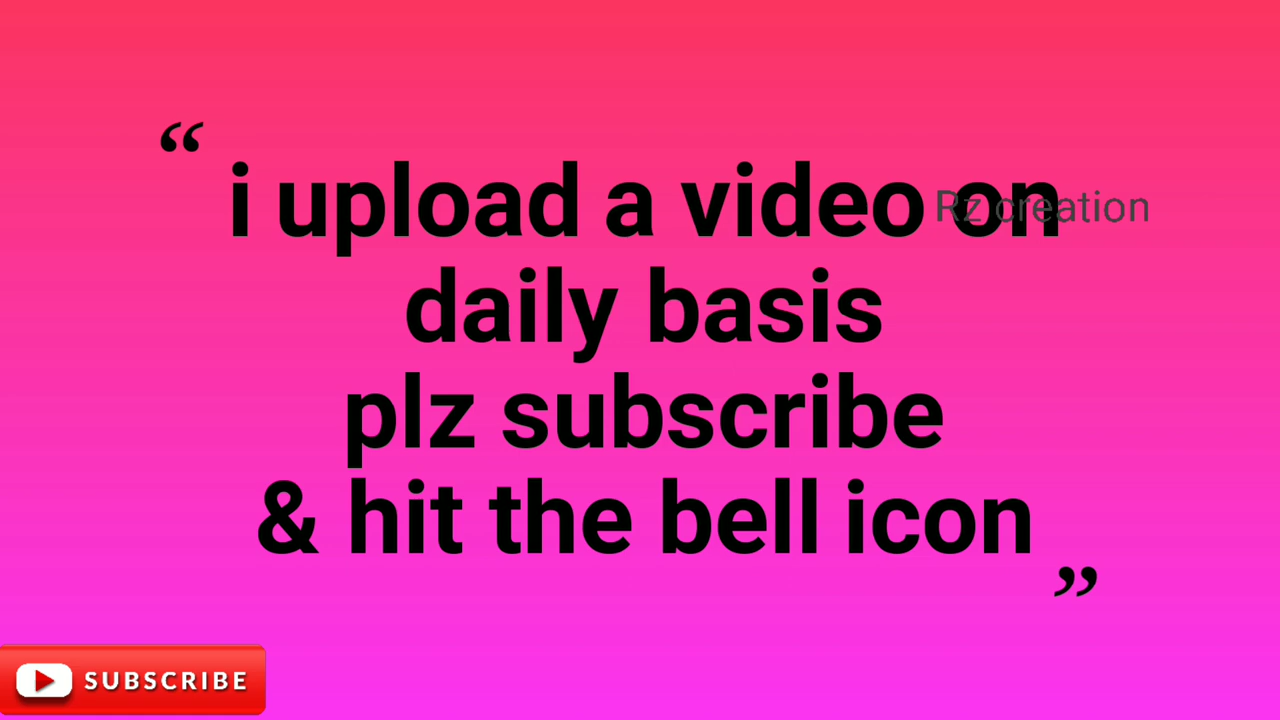 “ i upload a video on
Rz creation
daily basis
plz subscribe
& hit the bell icon ”
SUBSCRIBE